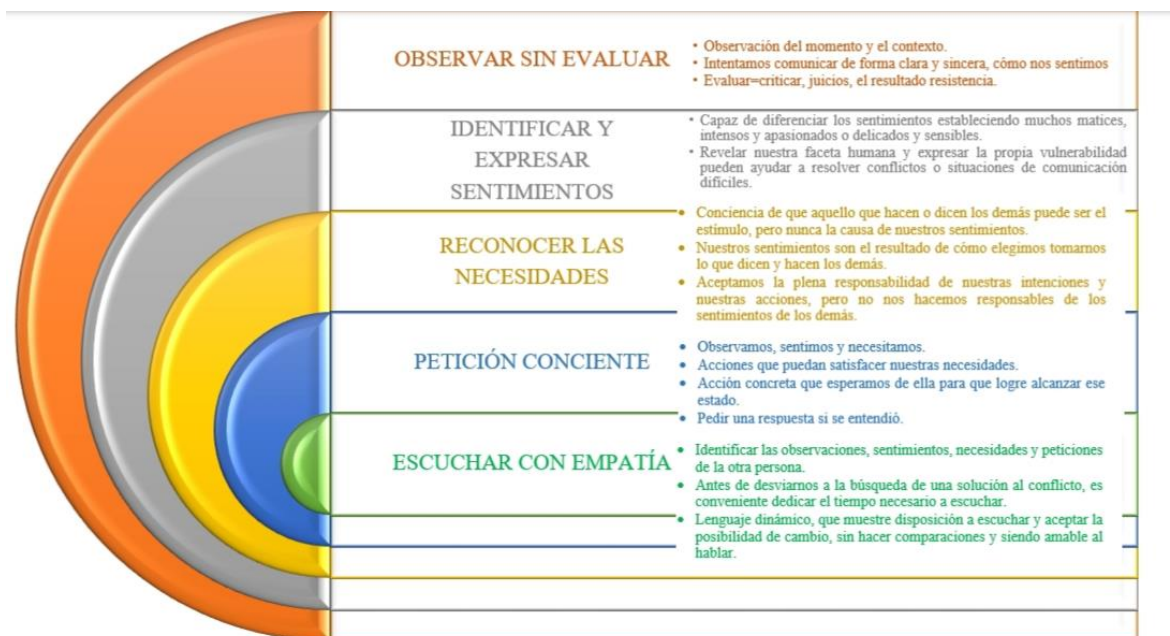 OBSERVAR SIN EVALUAR
• Observación del momento y el contexto.
• Intentamos comunicar de forma clara y sincera, cómo nos sentimos
• Evaluar=criticar, juicios, el resultado resistencia.
IDENTIFICAR Y
EXPRESAR
SENTIMIENTOS
• Capaz de diferenciar los sentimientos estableciendo muchos matices,
intensos y apasionados o delicados y sensibles.
• Revelar nuestra faceta humana y expresar la propia vulnerabilidad
pueden ayudar a resolver conflictos o situaciones de comunicación
difíciles.
RECONOCER LAS
NECESIDADES
• Conciencia de que aquello que hacen o dicen los demás puede ser el
estímulo, pero nunca la causa de nuestros sentimientos.
• Nuestros sentimientos son el resultado de cómo elegimos tomarnos
lo que dicen y hacen los demás.
• Aceptamos la plena responsabilidad de nuestras intenciones y
nuestras acciones, pero no nos hacemos responsables de los
sentimientos de los demás.
PETICIÓN CONCIENTE
• Observamos, sentimos y necesitamos.
• Acciones que puedan satisfacer nuestras necesidades.
• Acción concreta que esperamos de ella para que logre alcanzar ese
estado.
• Pedir una respuesta si se entendió.
ESCUCHAR CON EMPATÍA
• Identificar las observaciones, sentimientos, necesidades y peticiones
de la otra persona.
• Antes de desviarnos a la búsqueda de una solución al conflicto, es
conveniente dedicar el tiempo necesario a escuchar.
• Lenguaje dinámico, que muestre disposición a escuchar y aceptar la
posibilidad de cambio, sin hacer comparaciones y siendo amable al
hablar.